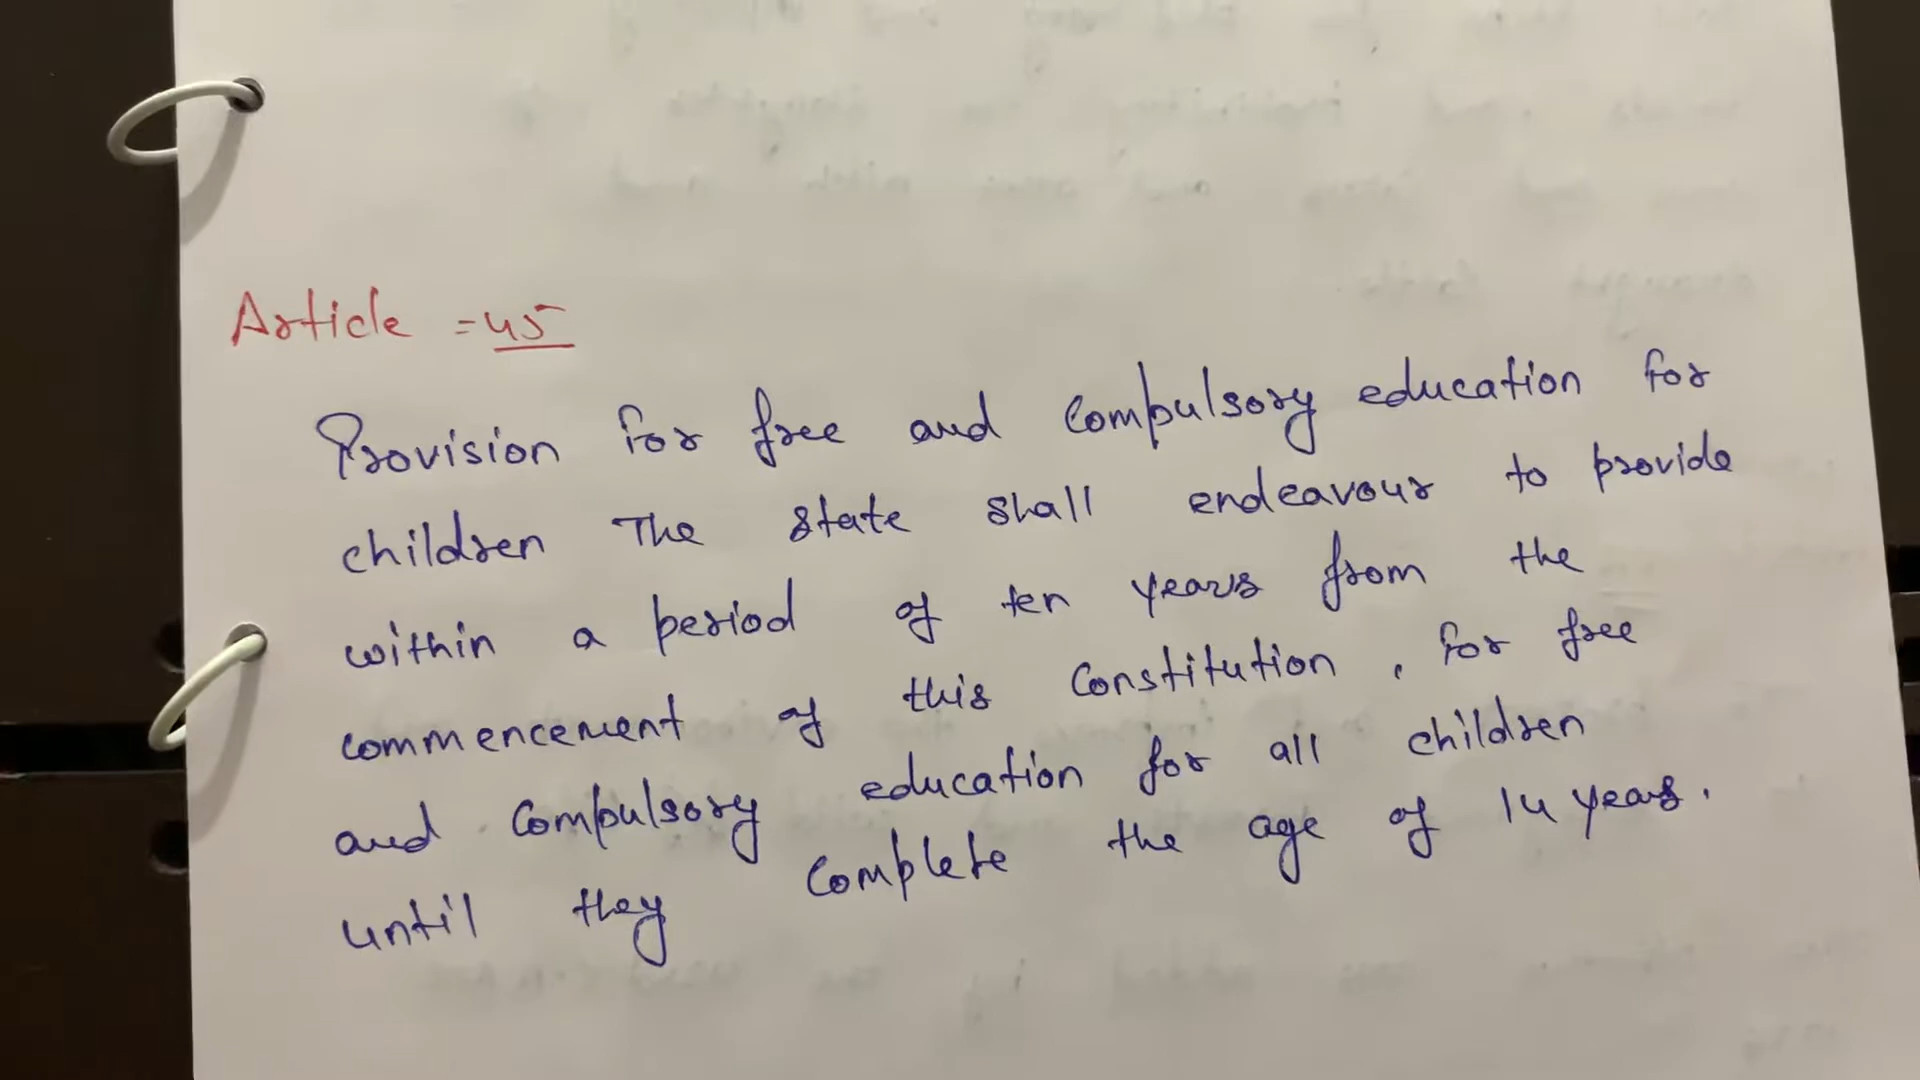 Article = 45
Provision for free and compulsory education for
children The state shall endeavour to provide
within a period of ten years from the
commencement of this Constitution, for free
and compulsory education for all children
until they complete the age of 14 years.